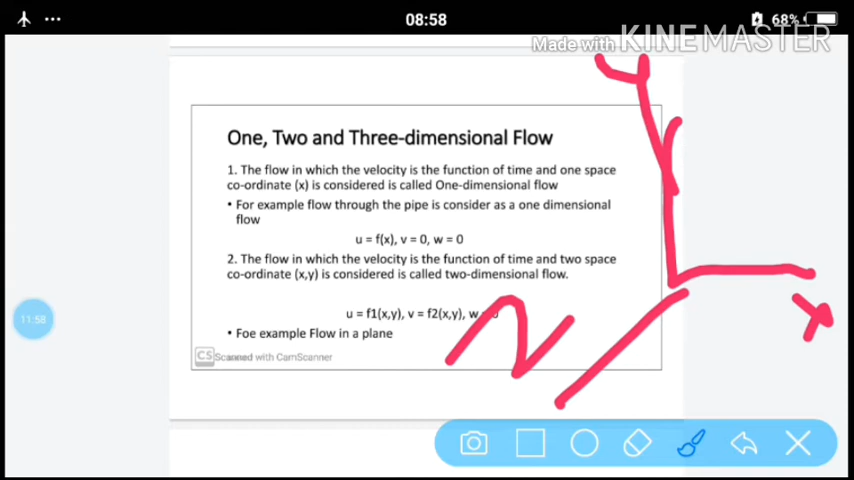 08:58
68%
Made with KINEMASTER
One, Two and Three-dimensional Flow
1. The flow in which the velocity is the function of time and one space
co-ordinate (x) is considered is called One-dimensional flow
• For example flow through the pipe is consider as a one dimensional
flow
u = f(x), v = 0, w = 0
2. The flow in which the velocity is the function of time and two space
co-ordinate (x,y) is considered is called two-dimensional flow.
u = f1(x,y), v = f2(x,y), w = 0
• Foe example Flow in a plane
CS Scanned with CamScanner
11:58
y
x